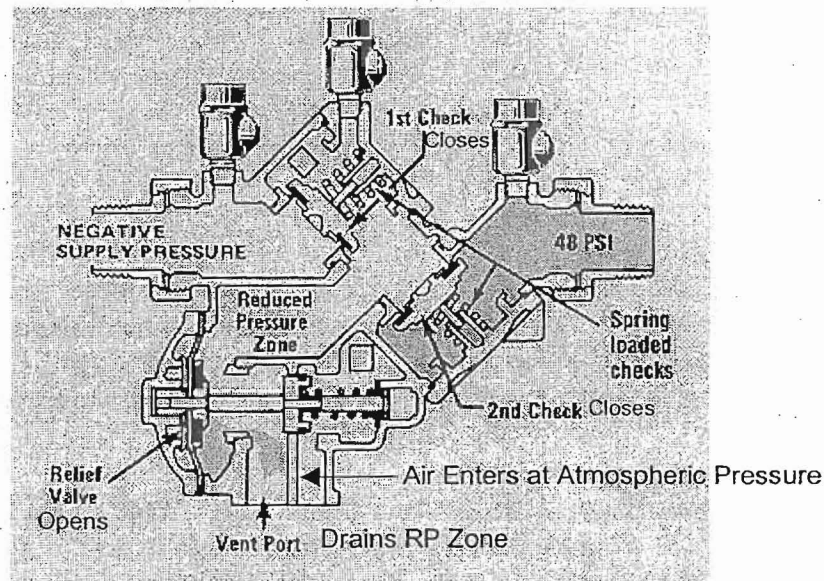 1st Check
Closes
NEGATIVE
SUPPLY PRESSURE
48 PSI
Reduced
Pressure
Zone
Spring
loaded
checks
2nd Check Closes
Relief
Valve
Opens
Air Enters at Atmospheric Pressure
Vent Port
Drains RP Zone